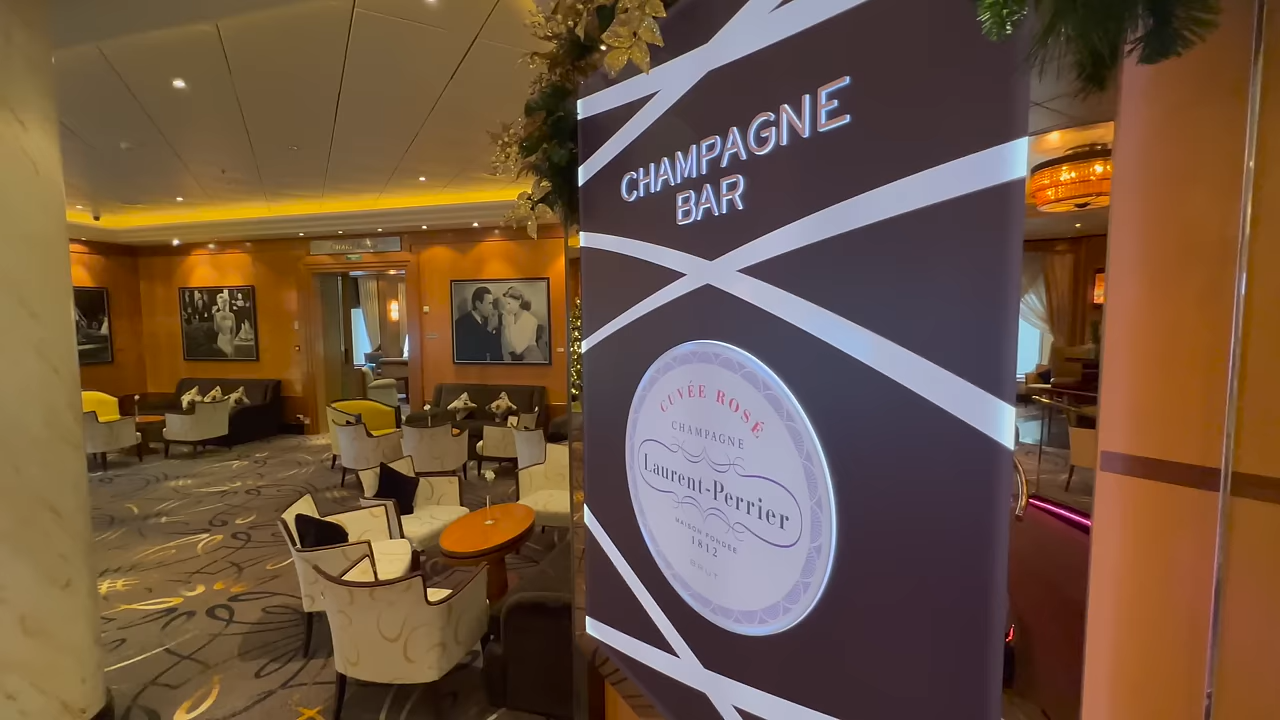 CHAMPAGNE
BAR
CUVÉE ROSÉ
CHAMPAGNE
Laurent-Perrier
MAISON FONDÉE
1812
BRUT